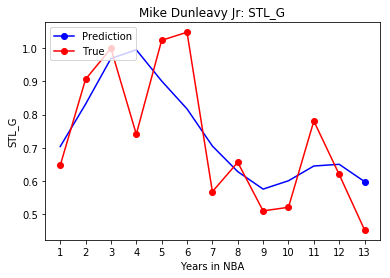 Mike Dunleavy Jr: STL_G
Prediction
True
1.0
0.9
0.8
0.7
0.6
0.5
STL_G
1 2 3 4 5 6 7 8 9 10 11 12 13
Years in NBA